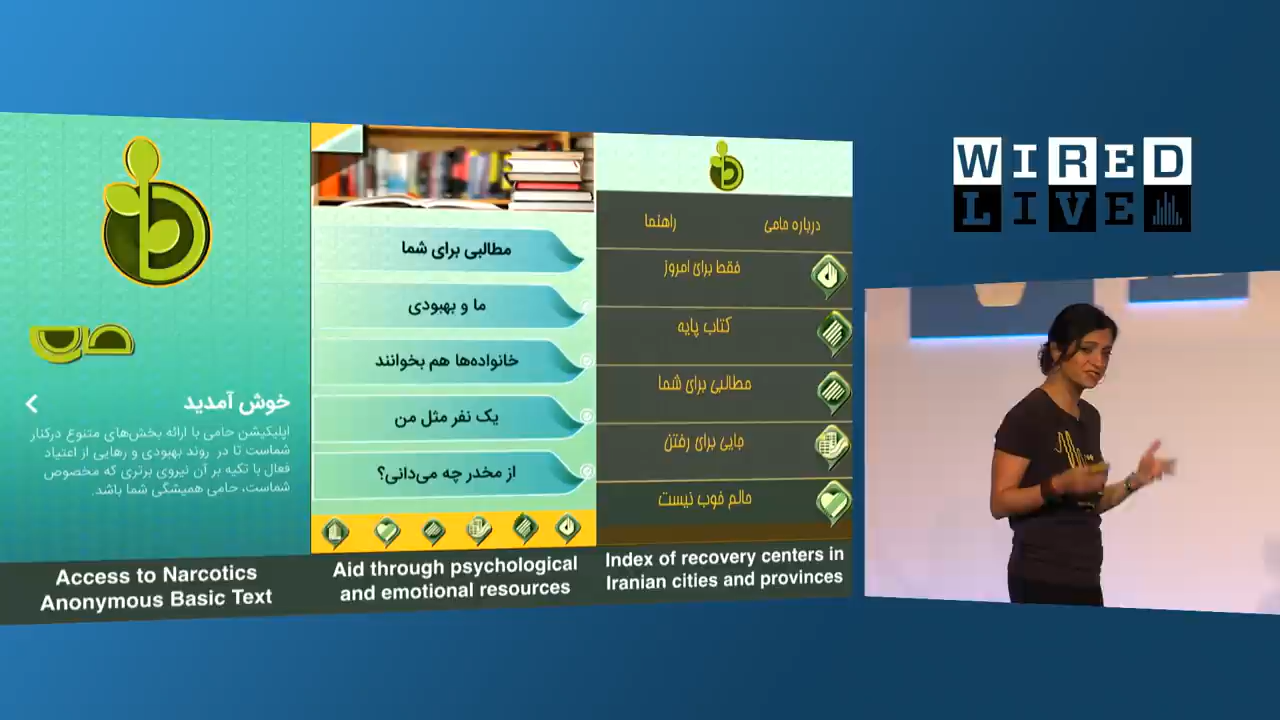 خوش آمدید
اپلیکیشن حامی با ارائه بخش‌های متنوع درکنار
شماست تا در روند بهبودی و رهایی از اعتیاد
فعال با تکیه بر آن نیروی برتری که مخصوص
شماست، حامی همیشگی شما باشد.
Access to Narcotics
Anonymous Basic Text
مطالبی برای شما
ما و بهبودی
خانواده‌ها هم بخوانند
یک نفر مثل من
از مخدر چه می‌دانی؟
Aid through psychological
and emotional resources
درباره حامی
راهنما
فقط برای امروز
کتاب پایه
مطالبی برای شما
جایی برای رفتن
حالم خوب نیست
Index of recovery centers in
Iranian cities and provinces
WIRED
LIVE